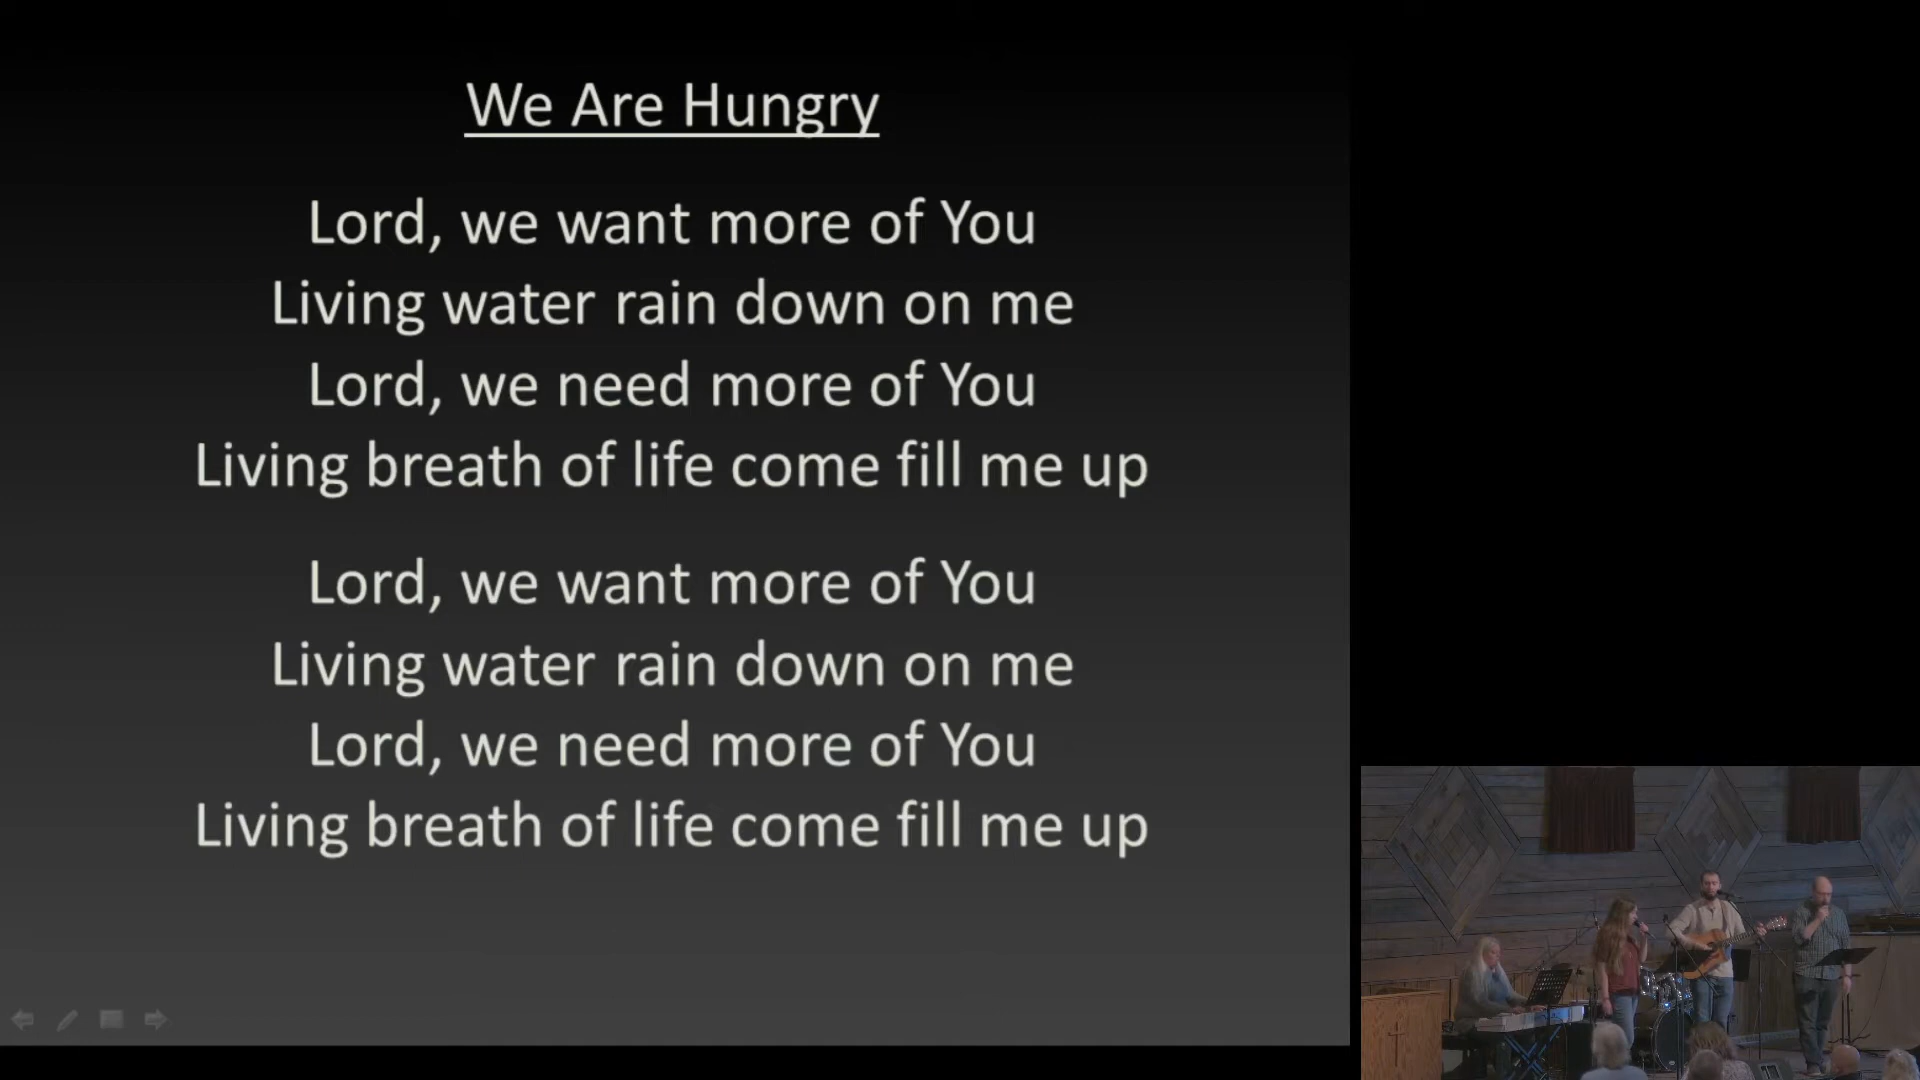 We Are Hungry
Lord, we want more of You
Living water rain down on me
Lord, we need more of You
Living breath of life come fill me up
Lord, we want more of You
Living water rain down on me
Lord, we need more of You
Living breath of life come fill me up